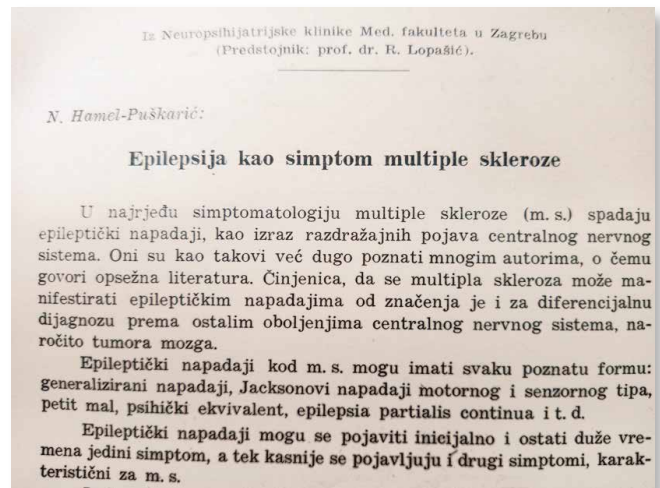 Iz Neuropsihijatrijske klinike Med. fakulteta u Zagrebu
(Predstojnik: prof. dr. R. Lopašić).
N. Hamel-Puškarić:
Epilepsija kao simptom multiple skleroze
U najrjeđu simptomatologiju multiple skleroze (m. s.) spadaju
epileptički napadaji, kao izraz razdražajnih pojava centralnog nervnog
sistema. Oni su kao takovi već dugo poznati mnogim autorima, o čemu
govori opsežna literatura. Činjenica, da se multipla skleroza može ma-
nifestirati epileptičkim napadajima od značenja je i za diferencijalnu
dijagnozu prema ostalim oboljenjima centralnog nervnog sistema, na-
ročito tumora mozga.
Epileptički napadaji kod m. s. mogu imati svaku poznatu formu:
generalizirani napadaji, Jacksonovi napadaji motornog i senzornog tipa,
petit mal, psihički ekvivalent, epilepsia partialis continua i t. d.
Epileptički napadaji mogu se pojaviti inicijalno i ostati duže vre-
mena jedini simptom, a tek kasnije se pojavljuju i drugi simptomi, karak-
teristični za m. s.